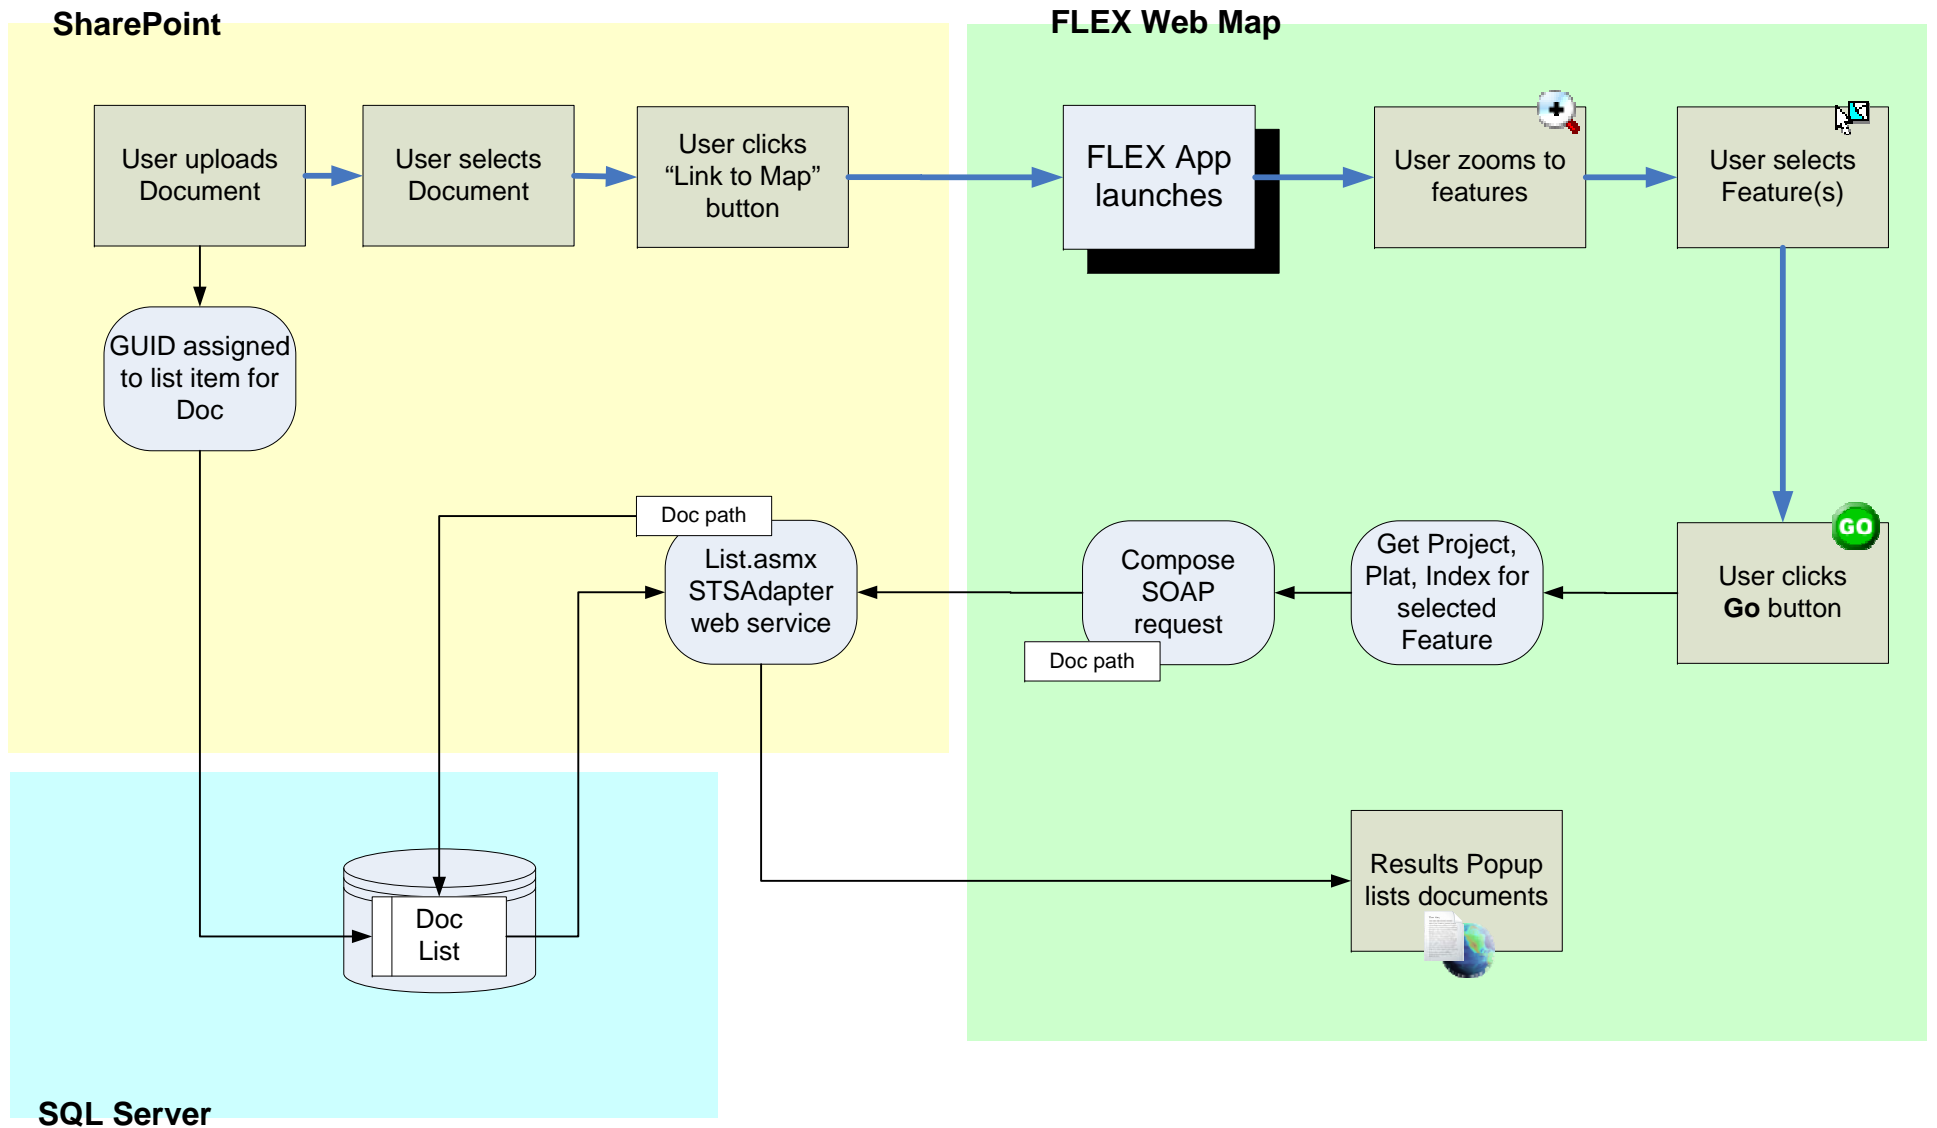 SharePoint
FLEX Web Map
User uploads
Document
User selects
Document
User clicks
“Link to Map”
button
FLEX App
launches
User zooms to
features
User selects
Feature(s)
GUID assigned
to list item for
Doc
Doc path
List.asmx
STSAdapter
web service
Compose
SOAP
request
Doc path
Get Project,
Plat, Index for
selected
Feature
GO
User clicks
Go button
Results Popup
lists documents
Doc
List
SQL Server